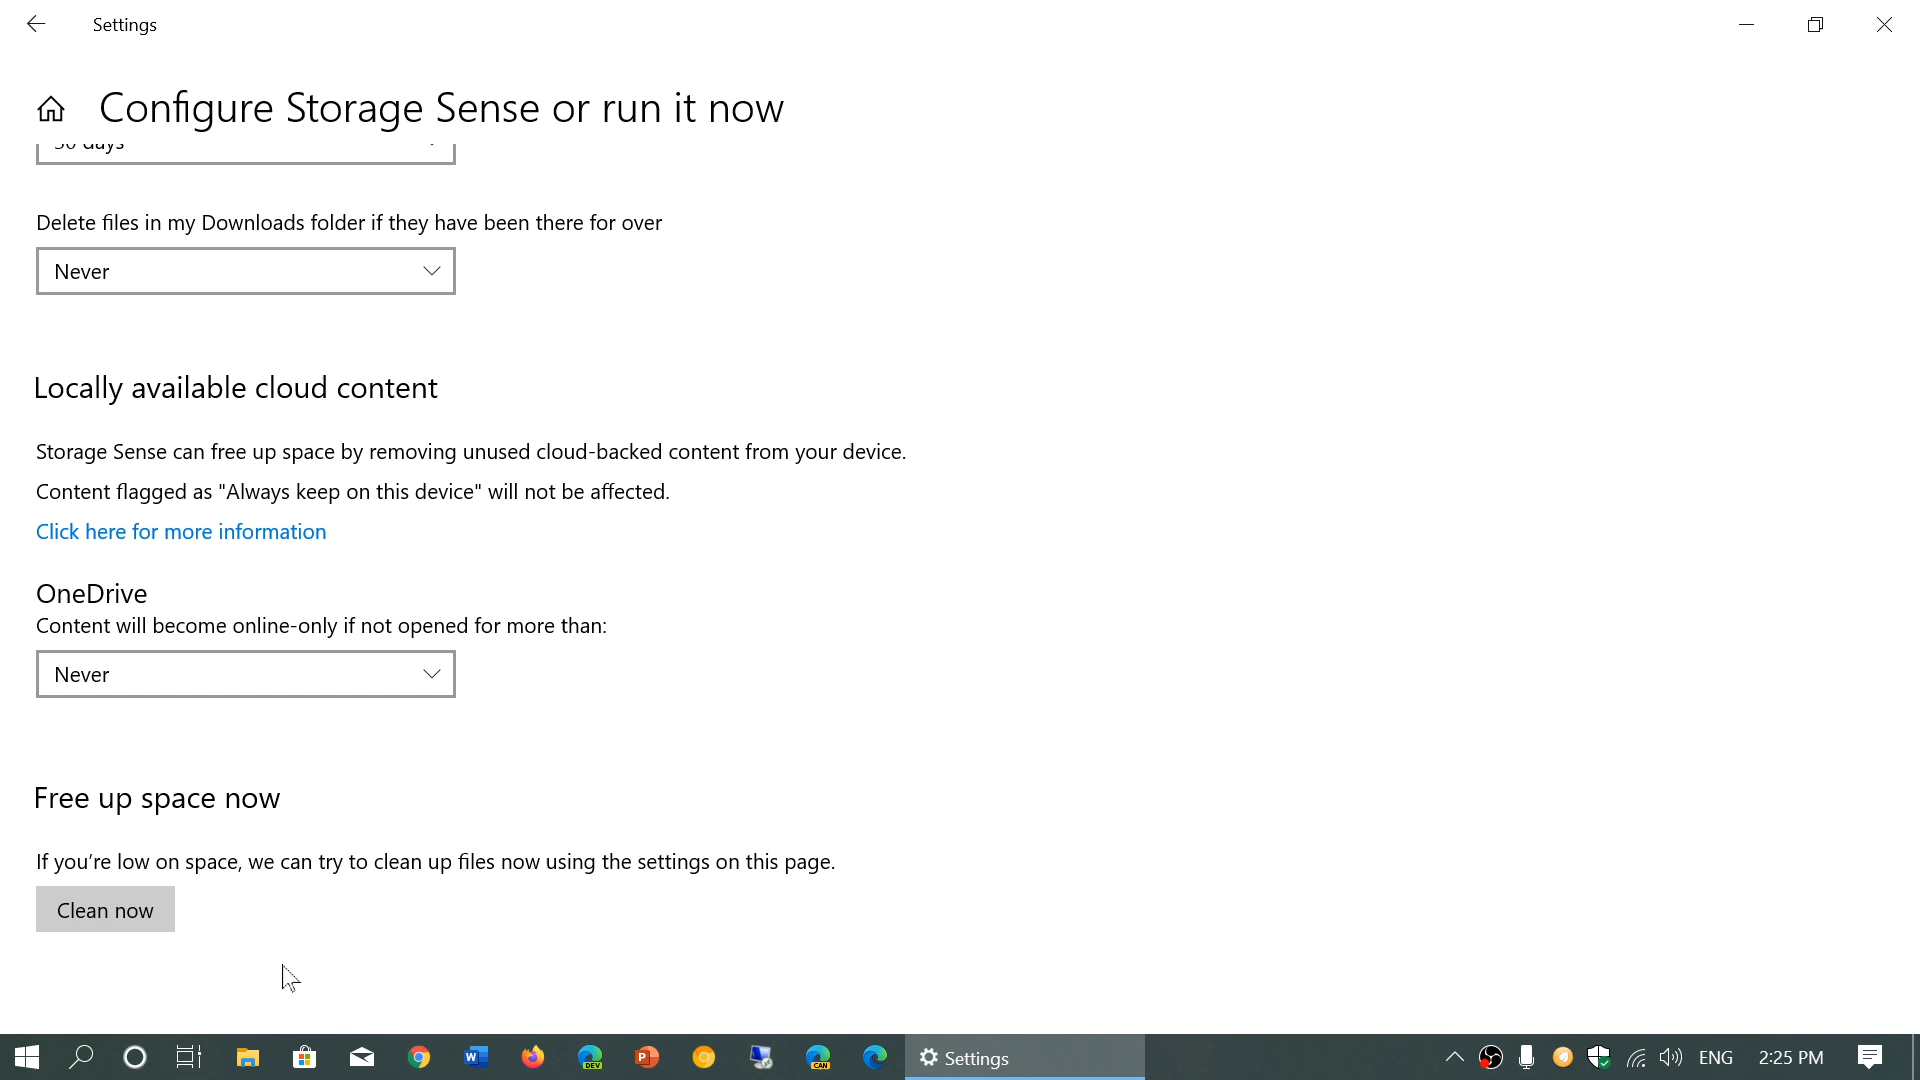 Settings
Configure Storage Sense or run it now
30 days
Delete files in my Downloads folder if they have been there for over
Never
Locally available cloud content
Storage Sense can free up space by removing unused cloud-backed content from your device.
Content flagged as "Always keep on this device" will not be affected.
Click here for more information
OneDrive
Content will become online-only if not opened for more than:
Never
Free up space now
If you're low on space, we can try to clean up files now using the settings on this page.
Clean now
W
DEV
P
CAN
Settings
ENG
2:25 PM